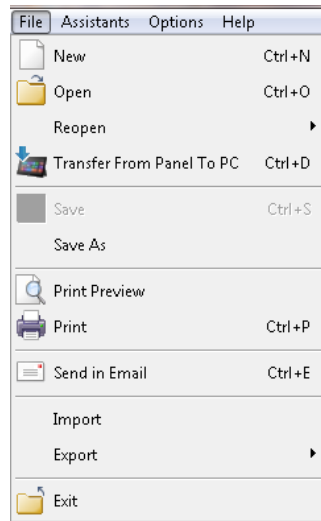 File Assistants Options Help
New Ctrl+N
Open Ctrl+O
Reopen
Transfer From Panel To PC Ctrl+D
Save Ctrl+S
Save As
Print Preview
Print Ctrl+P
Send in Email Ctrl+E
Import
Export
Exit